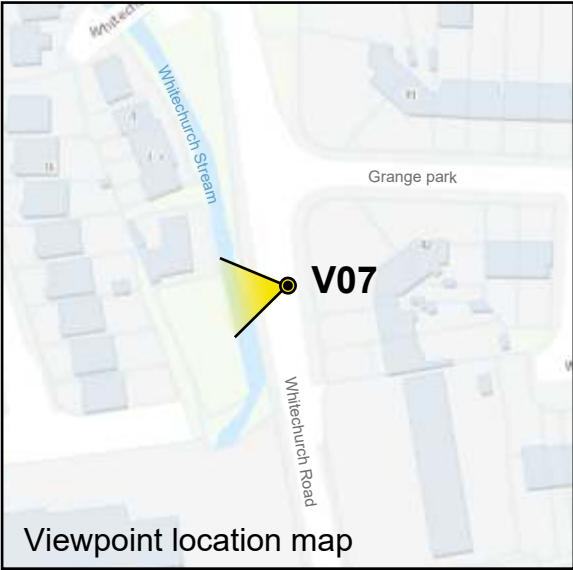 Whitechurch Stream
Grange park
V07
Whitechurch Road
Viewpoint location map